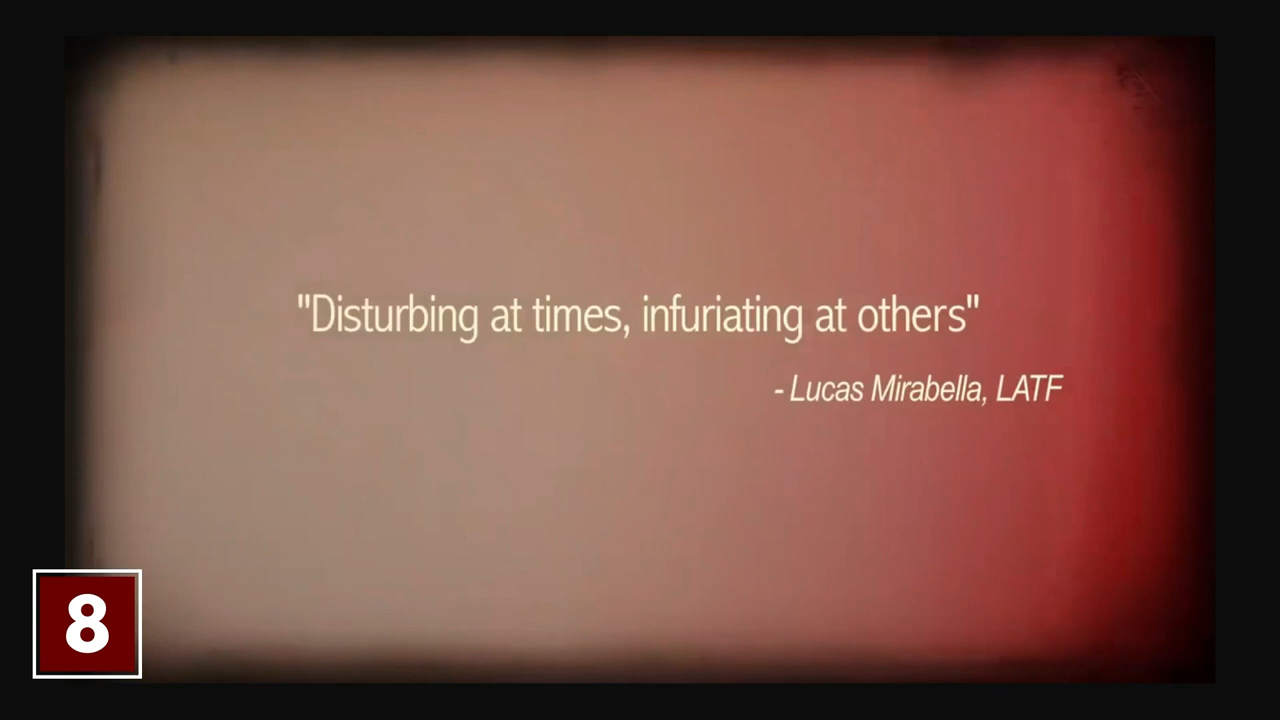 "Disturbing at times, infuriating at others"
- Lucas Mirabella, LATF
8